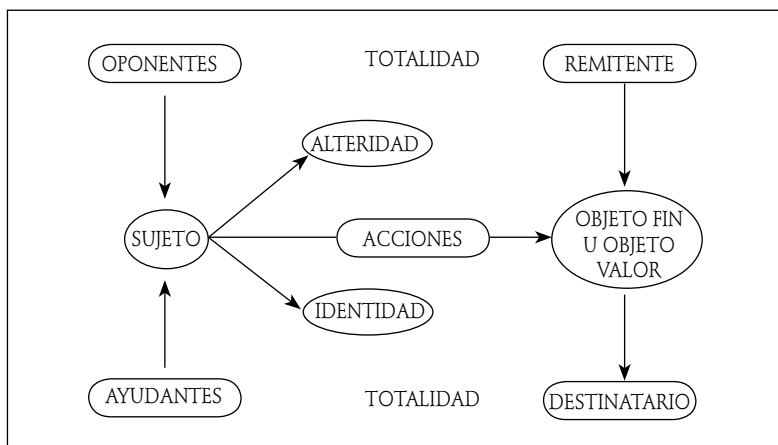 OPONENTES
TOTALIDAD
REMITENTE
ALTERIDAD
SUJETO
ACCIONES
OBJETO FIN
U OBJETO
VALOR
IDENTIDAD
AYUDANTES
TOTALIDAD
DESTINATARIO